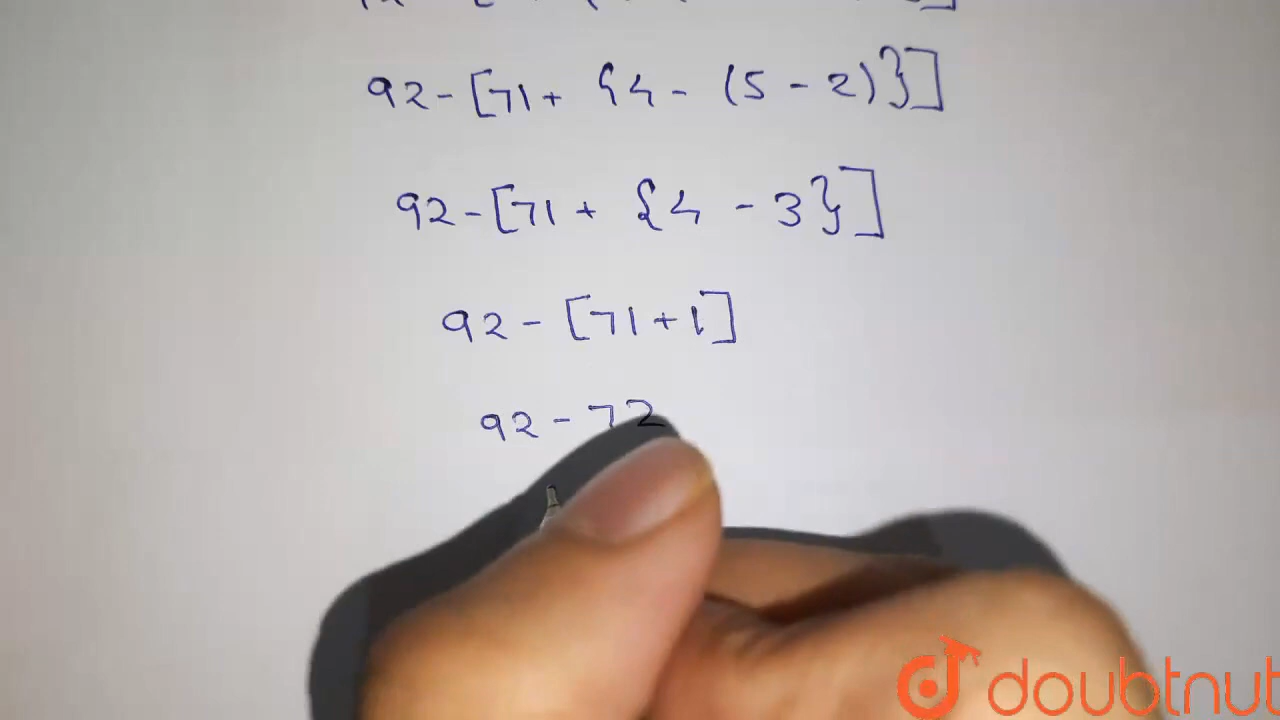 92-[71+ {4 - (5 - 2)}]
92-[71 + {4 - 3}]
92 - [71+1]
92 - 72
doubtnut